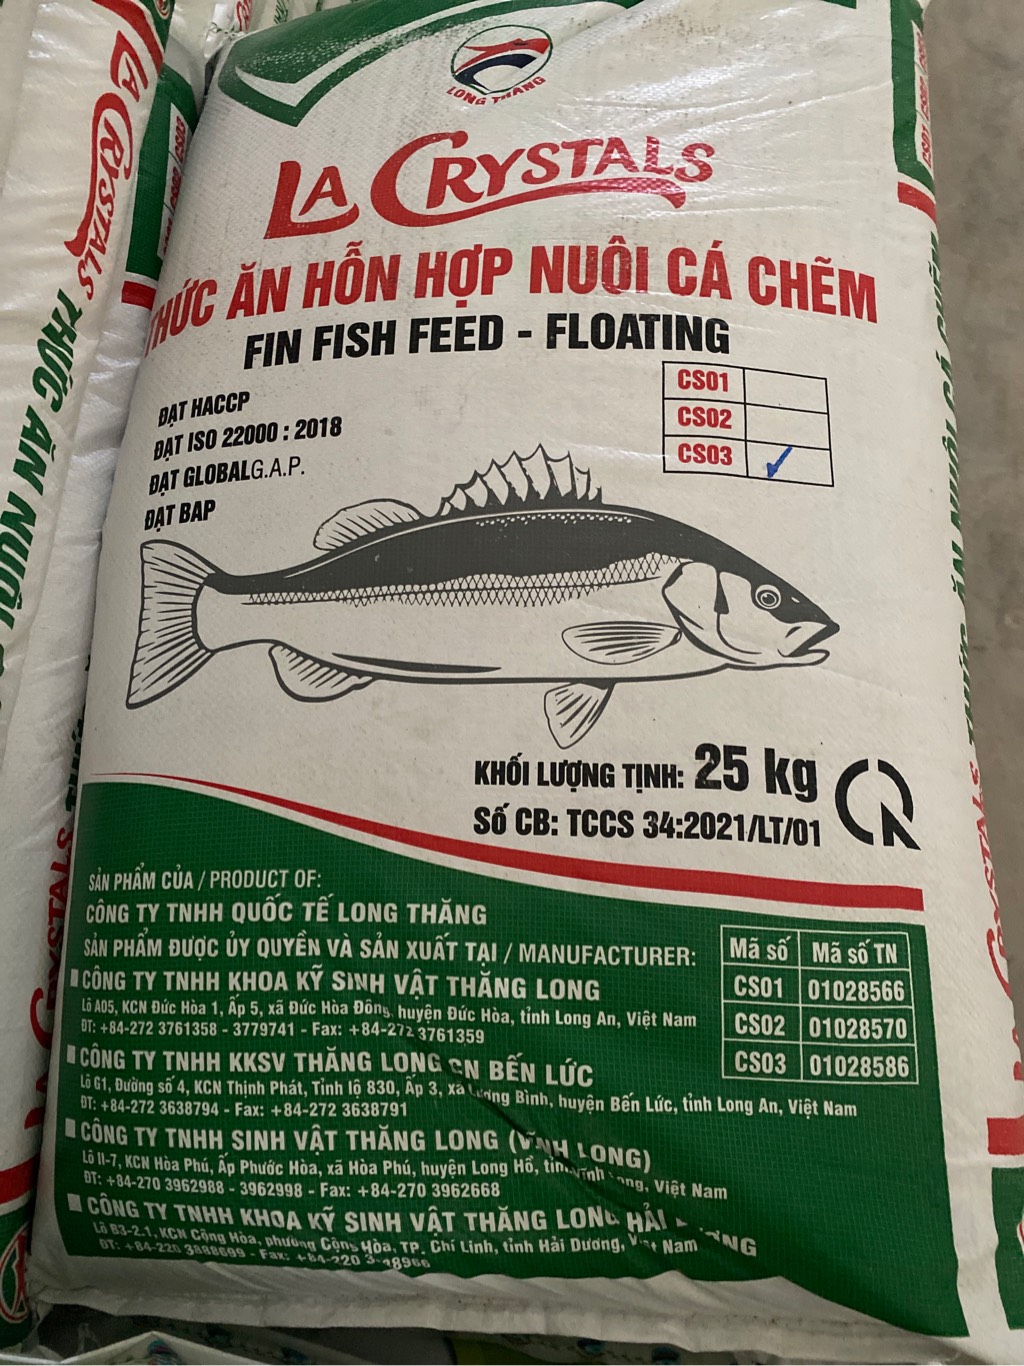 LONG THĂNG
LA CRYSTALS
THỨC ĂN HỖN HỢP NUÔI CÁ CHẼM
FIN FISH FEED - FLOATING
CS01
CS02
CS03 ✓
ĐẠT HACCP
ĐẠT ISO 22000 : 2018
ĐẠT GLOBALG.A.P.
ĐẠT BAP
KHỐI LƯỢNG TỊNH: 25 kg
Số CB: TCCS 34:2021/LT/01
SẢN PHẨM CỦA / PRODUCT OF:
CÔNG TY TNHH QUỐC TẾ LONG THĂNG
SẢN PHẨM ĐƯỢC ỦY QUYỀN VÀ SẢN XUẤT TẠI / MANUFACTURER:
Mã số Mã số TN
CS01 01028566
CS02 01028570
CS03 01028586
CÔNG TY TNHH KHOA KỸ SINH VẬT THĂNG LONG
Lô A05, KCN Đức Hòa 1, Ấp 5, xã Đức Hòa Đông, huyện Đức Hòa, tỉnh Long An, Việt Nam
ĐT: +84-272 3761358 - 3779741 - Fax: +84-272 3761359
CÔNG TY TNHH KKSV THĂNG LONG CN BẾN LỨC
Lô G1, Đường số 4, KCN Thịnh Phát, Tỉnh lộ 830, Ấp 3, xã Lương Bình, huyện Bến Lức, tỉnh Long An, Việt Nam
ĐT: +84-272 3638794 - Fax: +84-272 3638791
CÔNG TY TNHH SINH VẬT THĂNG LONG (VĨNH LONG)
Lô II-7, KCN Hòa Phú, Ấp Phước Hòa, xã Hòa Phú, huyện Long Hồ, tỉnh Vĩnh Long, Việt Nam
ĐT: +84-270 3962988 - 3962998 - Fax: +84-270 3962668
CÔNG TY TNHH KHOA KỸ SINH VẬT THĂNG LONG HẢI DƯƠNG
Lô B3-2.1, KCN Cộng Hòa, phường Cộng Hòa, TP. Chí Linh, tỉnh Hải Dương, Việt Nam
ĐT: +84-220 3888699 - Fax:
LA CRYSTALS THỨC ĂN NUÔI